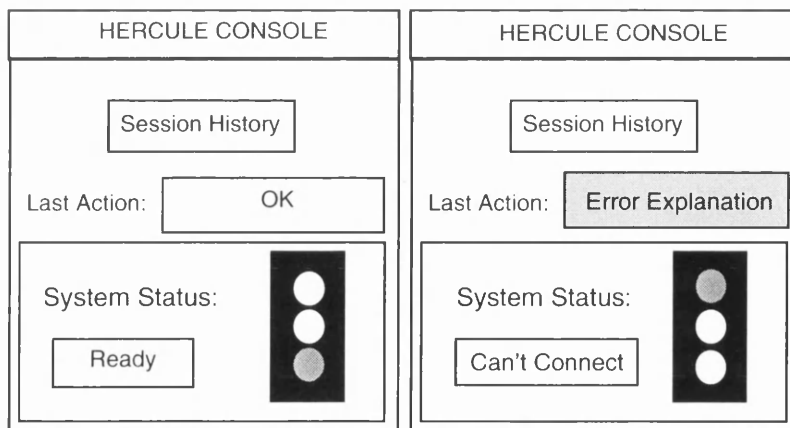 HERCULE CONSOLE
Session History
Last Action: OK
System Status:
Ready
HERCULE CONSOLE
Session History
Last Action: Error Explanation
System Status:
Can't Connect